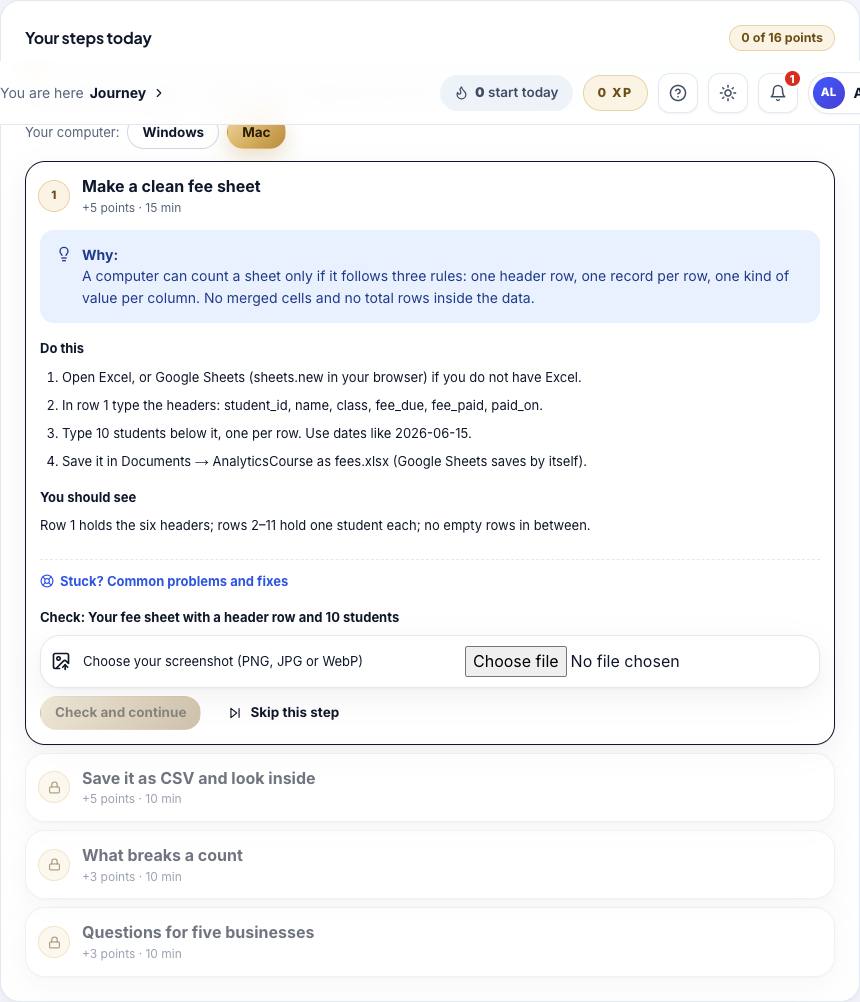 Your steps today
0 of 16 points
You are here Journey
0 start today
0 XP
1
AL
A
Your computer:
Windows
Mac
1
Make a clean fee sheet
+5 points · 15 min
Why:
A computer can count a sheet only if it follows three rules: one header row, one record per row, one kind of
value per column. No merged cells and no total rows inside the data.
Do this
1. Open Excel, or Google Sheets (sheets.new in your browser) if you do not have Excel.
2. In row 1 type the headers: student_id, name, class, fee_due, fee_paid, paid_on.
3. Type 10 students below it, one per row. Use dates like 2026-06-15.
4. Save it in Documents → AnalyticsCourse as fees.xlsx (Google Sheets saves by itself).
You should see
Row 1 holds the six headers; rows 2–11 hold one student each; no empty rows in between.
Stuck? Common problems and fixes
Check: Your fee sheet with a header row and 10 students
Choose your screenshot (PNG, JPG or WebP)
Choose file No file chosen
Check and continue
Skip this step
Save it as CSV and look inside
+5 points · 10 min
What breaks a count
+3 points · 10 min
Questions for five businesses
+3 points · 10 min